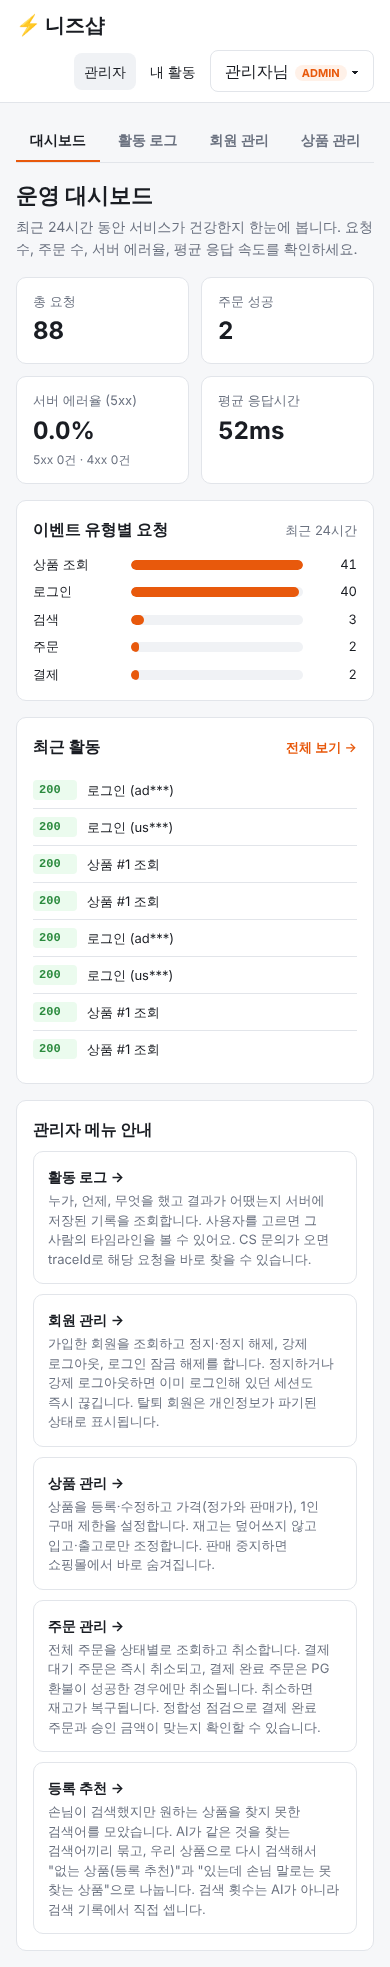 ⚡ 니즈샵
관리자 내 활동 관리자님 ADMIN
대시보드 활동 로그 회원 관리 상품 관리
운영 대시보드
최근 24시간 동안 서비스가 건강한지 한눈에 봅니다. 요청
수, 주문 수, 서버 에러율, 평균 응답 속도를 확인하세요.
총 요청
88
주문 성공
2
서버 에러율 (5xx)
0.0%
5xx 0건 · 4xx 0건
평균 응답시간
52ms
이벤트 유형별 요청 최근 24시간
상품 조회 41
로그인 40
검색 3
주문 2
결제 2
최근 활동 전체 보기 →
200 로그인 (ad***)
200 로그인 (us***)
200 상품 #1 조회
200 상품 #1 조회
200 로그인 (ad***)
200 로그인 (us***)
200 상품 #1 조회
200 상품 #1 조회
관리자 메뉴 안내
활동 로그 →
누가, 언제, 무엇을 했고 결과가 어땠는지 서버에
저장된 기록을 조회합니다. 사용자를 고르면 그
사람의 타임라인을 볼 수 있어요. CS 문의가 오면
traceId로 해당 요청을 바로 찾을 수 있습니다.
회원 관리 →
가입한 회원을 조회하고 정지·정지 해제, 강제
로그아웃, 로그인 잠금 해제를 합니다. 정지하거나
강제 로그아웃하면 이미 로그인해 있던 세션도
즉시 끊깁니다. 탈퇴 회원은 개인정보가 파기된
상태로 표시됩니다.
상품 관리 →
상품을 등록·수정하고 가격(정가와 판매가), 1인
구매 제한을 설정합니다. 재고는 덮어쓰지 않고
입고·출고로만 조정합니다. 판매 중지하면
쇼핑몰에서 바로 숨겨집니다.
주문 관리 →
전체 주문을 상태별로 조회하고 취소합니다. 결제
대기 주문은 즉시 취소되고, 결제 완료 주문은 PG
환불이 성공한 경우에만 취소됩니다. 취소하면
재고가 복구됩니다. 정합성 점검으로 결제 완료
주문과 승인 금액이 맞는지 확인할 수 있습니다.
등록 추천 →
손님이 검색했지만 원하는 상품을 찾지 못한
검색어를 모았습니다. AI가 같은 것을 찾는
검색어끼리 묶고, 우리 상품으로 다시 검색해서
"없는 상품(등록 추천)"과 "있는데 손님 말로는 못
찾는 상품"으로 나눕니다. 검색 횟수는 AI가 아니라
검색 기록에서 직접 셉니다.